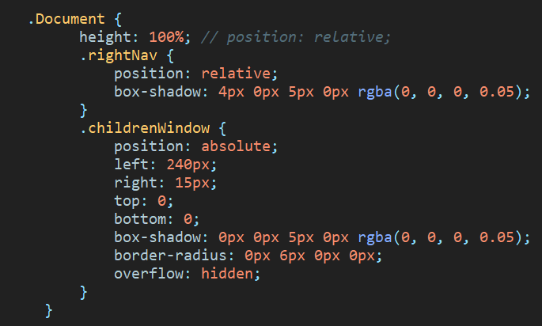 .Document {
height: 100%; // position: relative;
.rightNav {
position: relative;
box-shadow: 4px 0px 5px 0px rgba(0, 0, 0, 0.05);
}
.childrenWindow {
position: absolute;
left: 240px;
right: 15px;
top: 0;
bottom: 0;
box-shadow: 0px 0px 5px 0px rgba(0, 0, 0, 0.05);
border-radius: 0px 6px 0px 0px;
overflow: hidden;
}
}